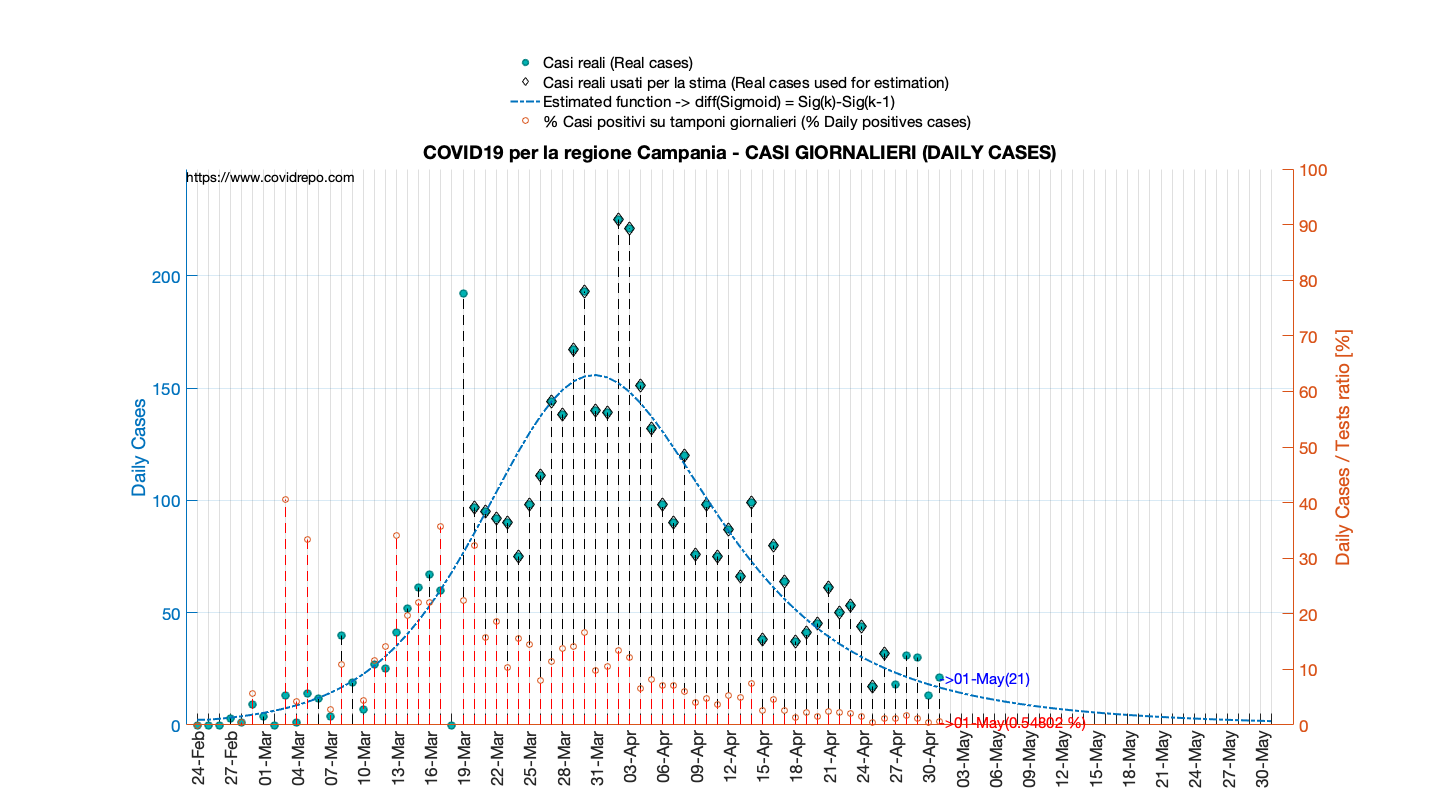 Casi reali (Real cases)
Casi reali usati per la stima (Real cases used for estimation)
Estimated function -> diff(Sigmoid) = Sig(k)-Sig(k-1)
% Casi positivi su tamponi giornalieri (% Daily positives cases)
COVID19 per la regione Campania - CASI GIORNALIERI (DAILY CASES)
https://www.covidrepo.com
Daily Cases
200
150
100
50
0
100
90
80
70
60
50
40
30
20
10
0
Daily Cases / Tests ratio [%]
>01-May(21)
>01-May(0.54802 %)
24-Feb
27-Feb
01-Mar
04-Mar
07-Mar
10-Mar
13-Mar
16-Mar
19-Mar
22-Mar
25-Mar
28-Mar
31-Mar
03-Apr
06-Apr
09-Apr
12-Apr
15-Apr
18-Apr
21-Apr
24-Apr
27-Apr
30-Apr
03-May
06-May
09-May
12-May
15-May
18-May
21-May
24-May
27-May
30-May